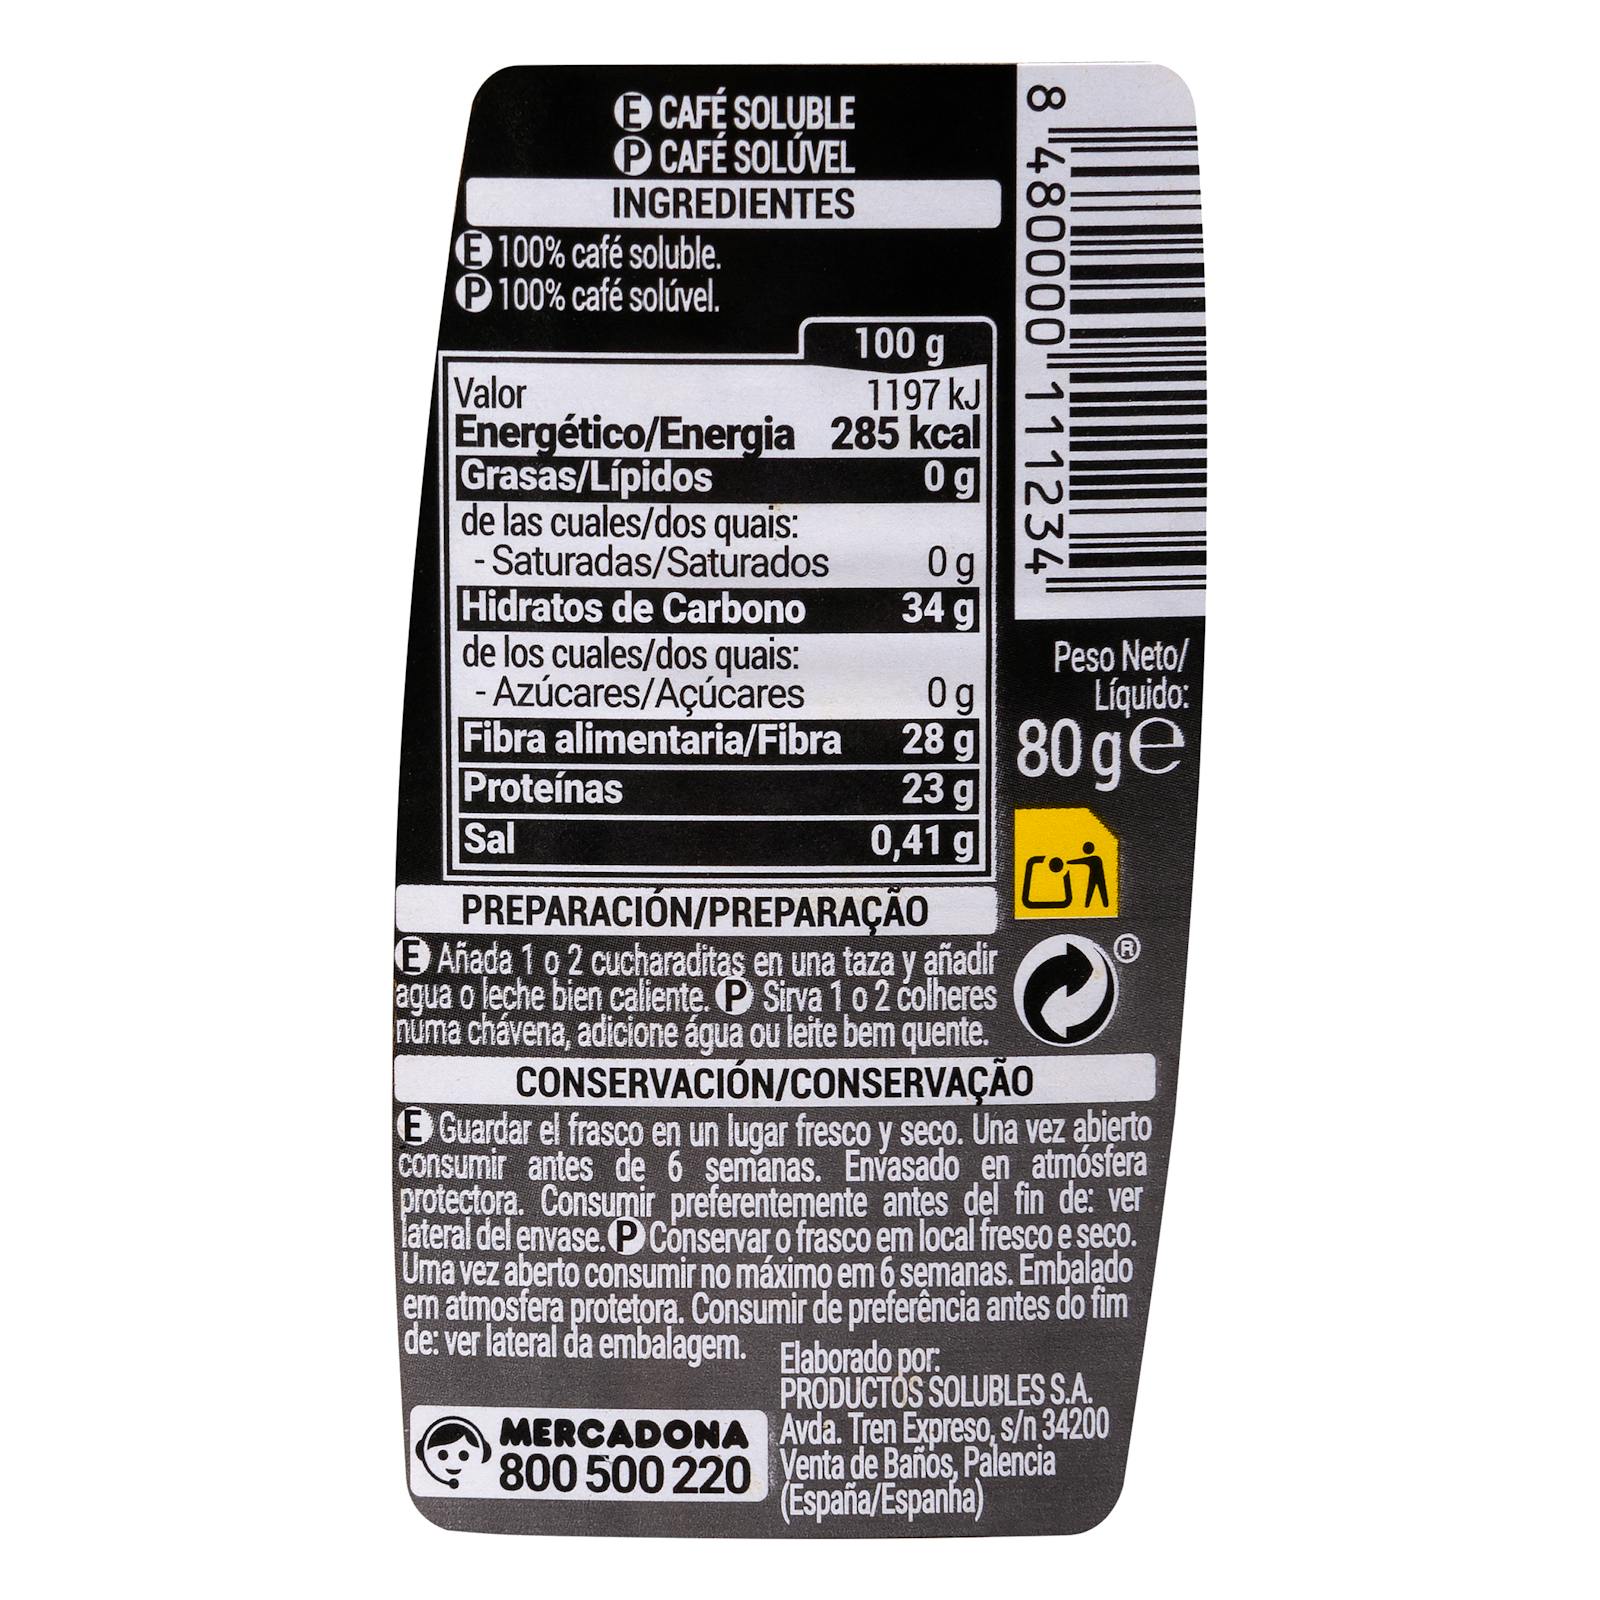 E CAFÉ SOLUBLE
P CAFÉ SOLÚVEL
INGREDIENTES
E 100% café soluble.
P 100% café solúvel.
100 g
Valor 1197 kJ
Energético/Energia 285 kcal
Grasas/Lípidos 0 g
de las cuales/dos quais:
- Saturadas/Saturados 0 g
Hidratos de Carbono 34 g
de los cuales/dos quais:
- Azúcares/Açúcares 0 g
Fibra alimentaria/Fibra 28 g
Proteínas 23 g
Sal 0,41 g
8 480000 111234
Peso Neto/
Líquido:
80 g e
®
PREPARACIÓN/PREPARAÇÃO
E Añada 1 o 2 cucharaditas en una taza y añadir
agua o leche bien caliente. P Sirva 1 o 2 colheres
numa chávena, adicione água ou leite bem quente.
CONSERVACIÓN/CONSERVAÇÃO
E Guardar el frasco en un lugar fresco y seco. Una vez abierto
consumir antes de 6 semanas. Envasado en atmósfera
protectora. Consumir preferentemente antes del fin de: ver
lateral del envase. P Conservar o frasco em local fresco e seco.
Uma vez aberto consumir no máximo em 6 semanas. Embalado
em atmosfera protetora. Consumir de preferência antes do fim
de: ver lateral da embalagem.
Elaborado por:
PRODUCTOS SOLUBLES S.A.
Avda. Tren Expreso, s/n 34200
Venta de Baños, Palencia
(España/Espanha)
MERCADONA
800 500 220